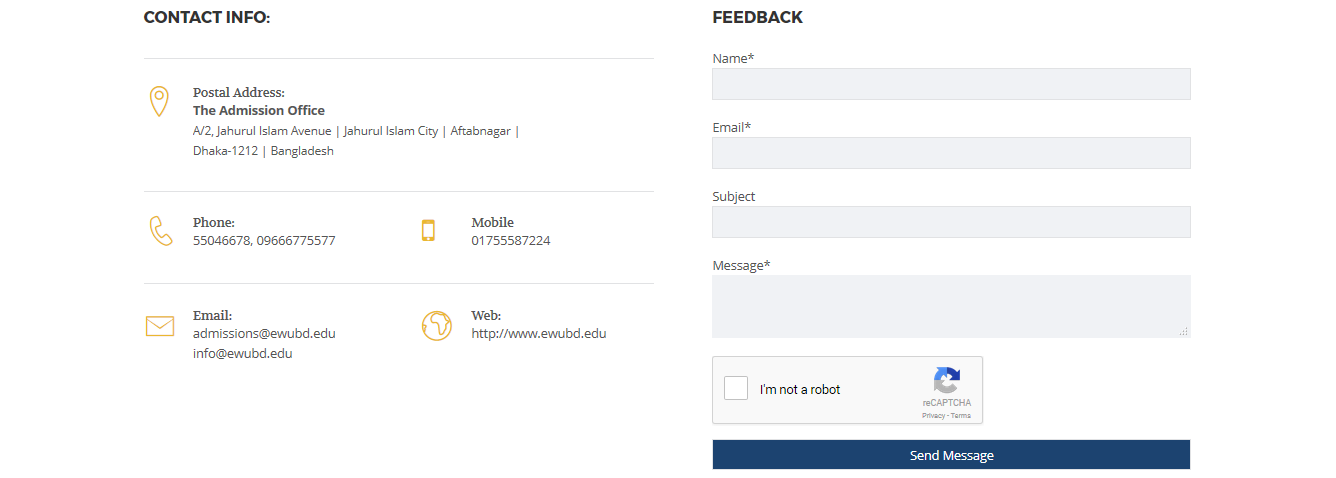 CONTACT INFO:
Postal Address:
The Admission Office
A/2, Jahurul Islam Avenue | Jahurul Islam City | Aftabnagar |
Dhaka-1212 | Bangladesh
Phone:
55046678, 09666775577
Mobile
01755587224
Email:
admissions@ewubd.edu
info@ewubd.edu
Web:
http://www.ewubd.edu
FEEDBACK
Name*
Email*
Subject
Message*
I'm not a robot
reCAPTCHA
Privacy - Terms
Send Message